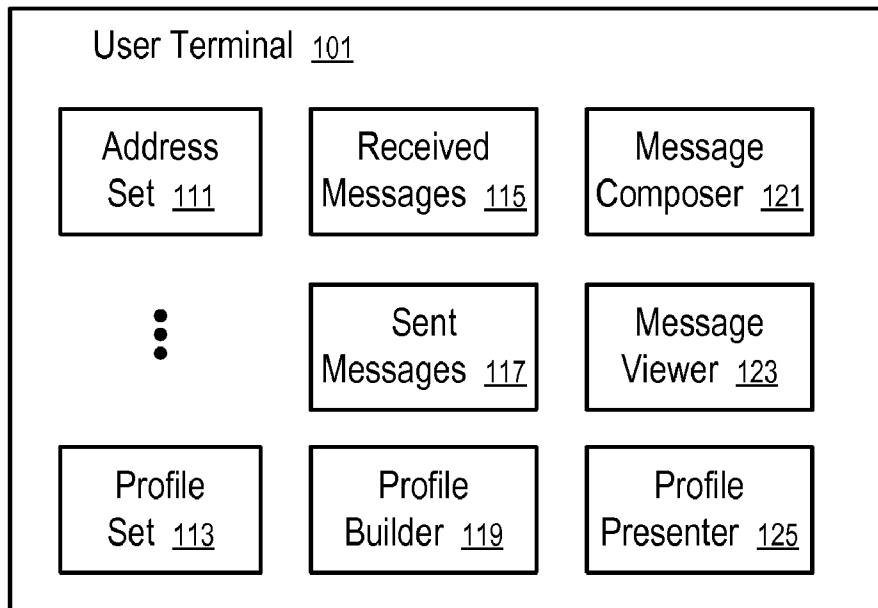 User Terminal 101
Address
Set 111
Received
Messages 115
Message
Composer 121
Sent
Messages 117
Message
Viewer 123
Profile
Set 113
Profile
Builder 119
Profile
Presenter 125